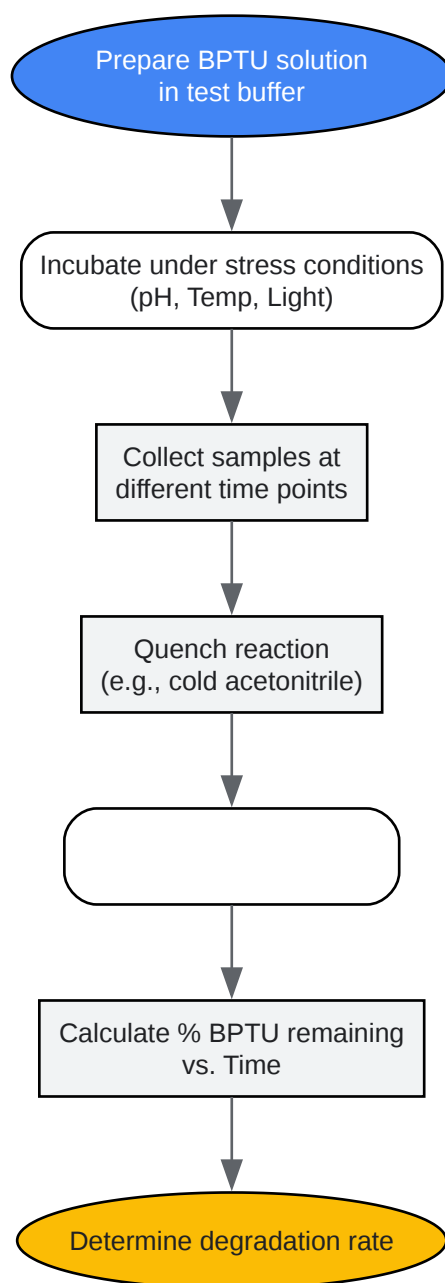 Prepare BPTU solution
in test buffer
Incubate under stress conditions
(pH, Temp, Light)
Collect samples at
different time points
Quench reaction
(e.g., cold acetonitrile)
Calculate % BPTU remaining
vs. Time
Determine degradation rate